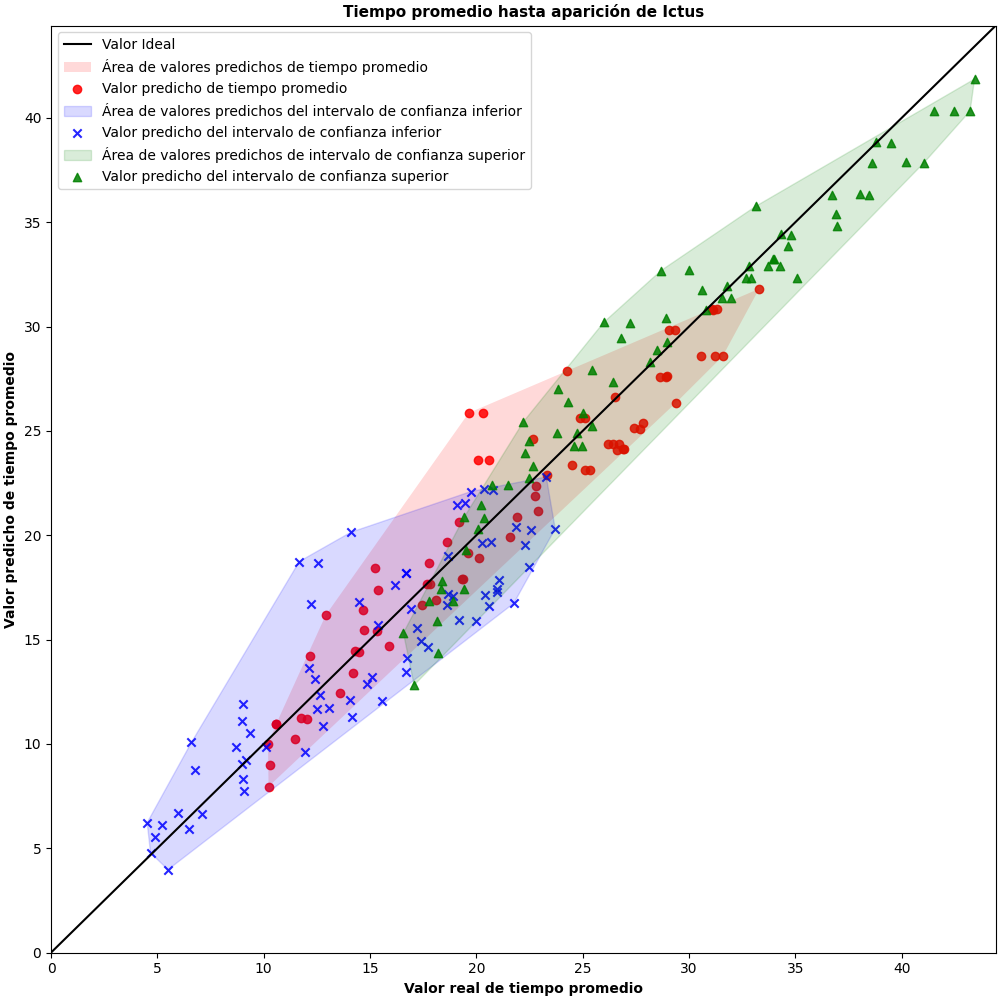 Tiempo promedio hasta aparición de Ictus
Valor Ideal
Área de valores predichos de tiempo promedio
Valor predicho de tiempo promedio
Área de valores predichos del intervalo de confianza inferior
Valor predicho del intervalo de confianza inferior
Área de valores predichos de intervalo de confianza superior
Valor predicho del intervalo de confianza superior
Valor predicho de tiempo promedio
40
35
30
25
20
15
10
5
0
0 5 10 15 20 25 30 35 40
Valor real de tiempo promedio